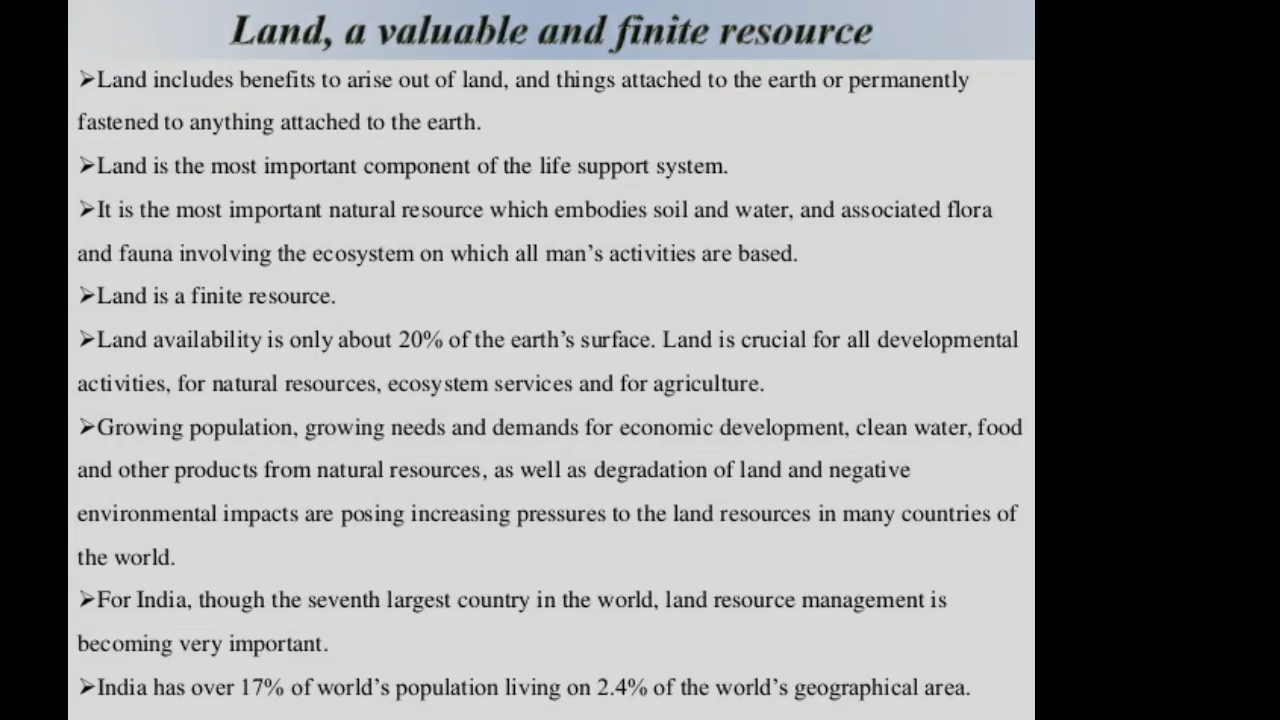 Land, a valuable and finite resource
➢Land includes benefits to arise out of land, and things attached to the earth or permanently
fastened to anything attached to the earth.
➢Land is the most important component of the life support system.
➢It is the most important natural resource which embodies soil and water, and associated flora
and fauna involving the ecosystem on which all man’s activities are based.
➢Land is a finite resource.
➢Land availability is only about 20% of the earth’s surface. Land is crucial for all developmental
activities, for natural resources, ecosystem services and for agriculture.
➢Growing population, growing needs and demands for economic development, clean water, food
and other products from natural resources, as well as degradation of land and negative
environmental impacts are posing increasing pressures to the land resources in many countries of
the world.
➢For India, though the seventh largest country in the world, land resource management is
becoming very important.
➢India has over 17% of world’s population living on 2.4% of the world’s geographical area.